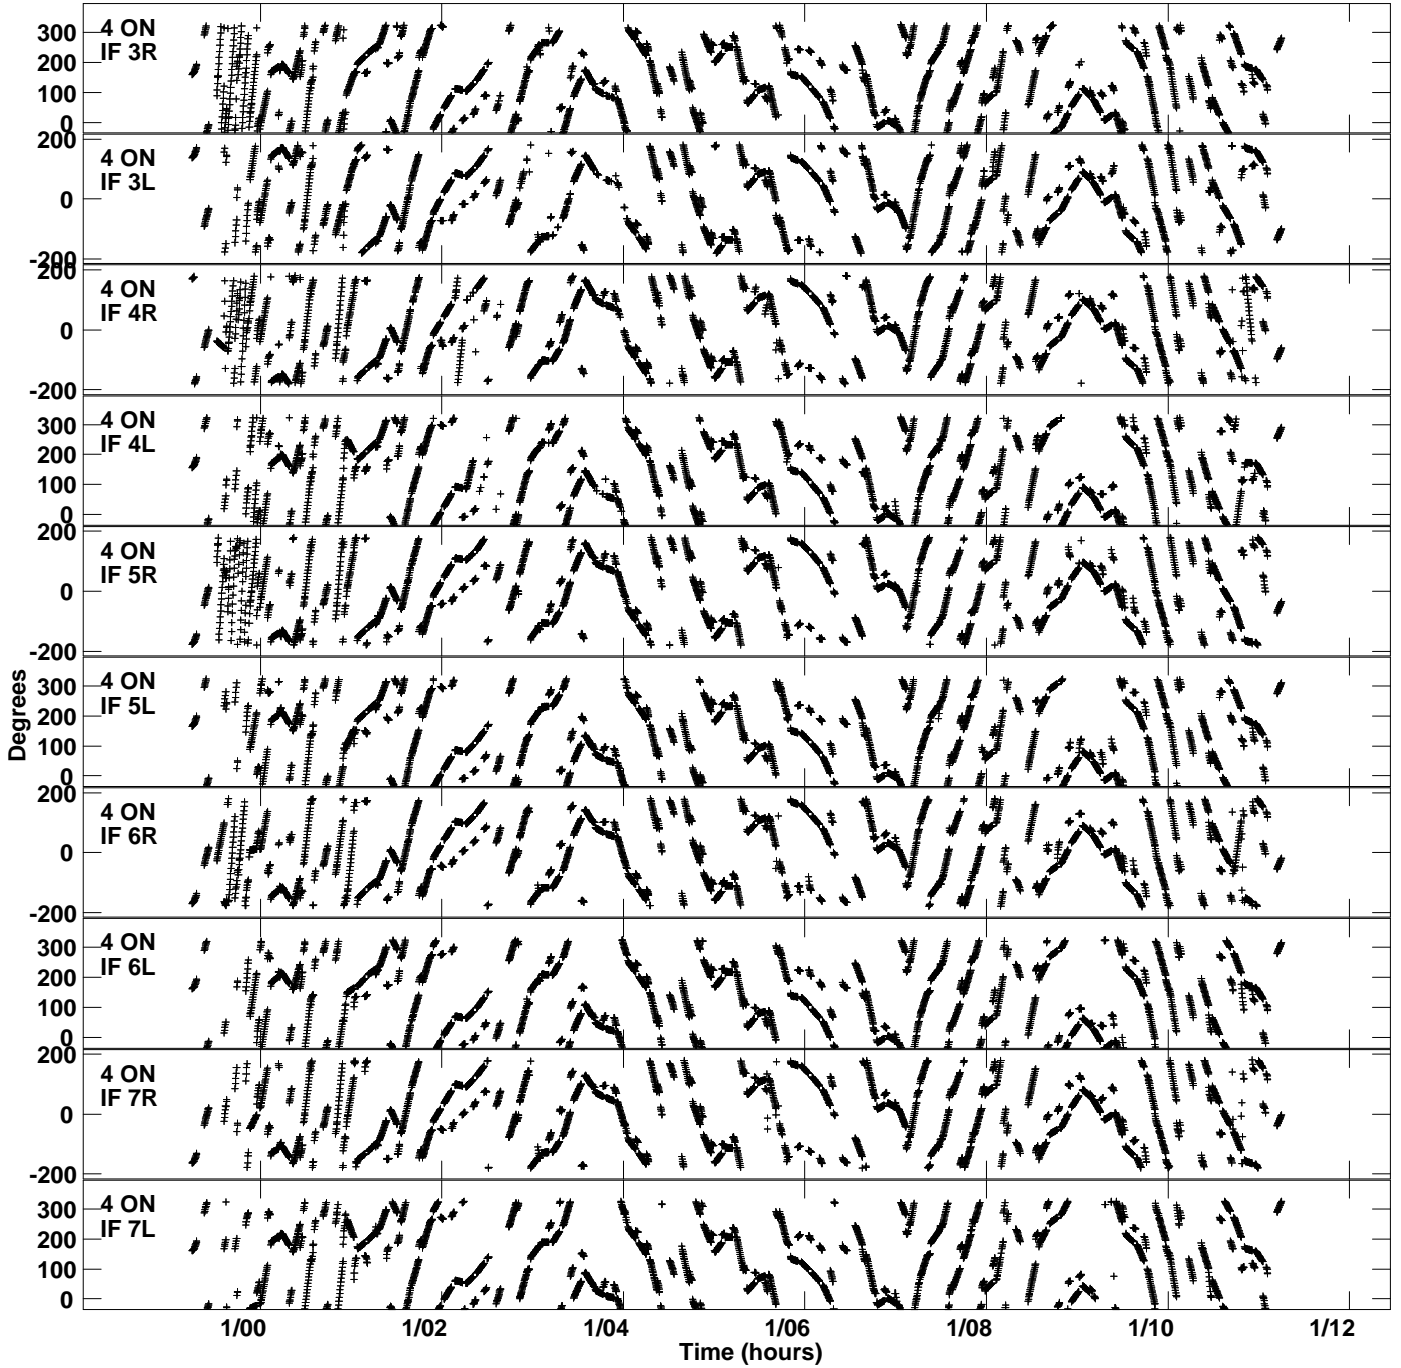 4 ON
IF 3R
300
200
100
0
4 ON
IF 3L
200
0
-200
4 ON
IF 4R
200
0
-200
4 ON
IF 4L
300
200
100
0
4 ON
IF 5R
200
0
-200
4 ON
IF 5L
300
200
100
0
4 ON
IF 6R
200
0
-200
4 ON
IF 6L
300
200
100
0
4 ON
IF 7R
200
0
-200
4 ON
IF 7L
300
200
100
0
Degrees
1/00 1/02 1/04 1/06 1/08 1/10 1/12
Time (hours)